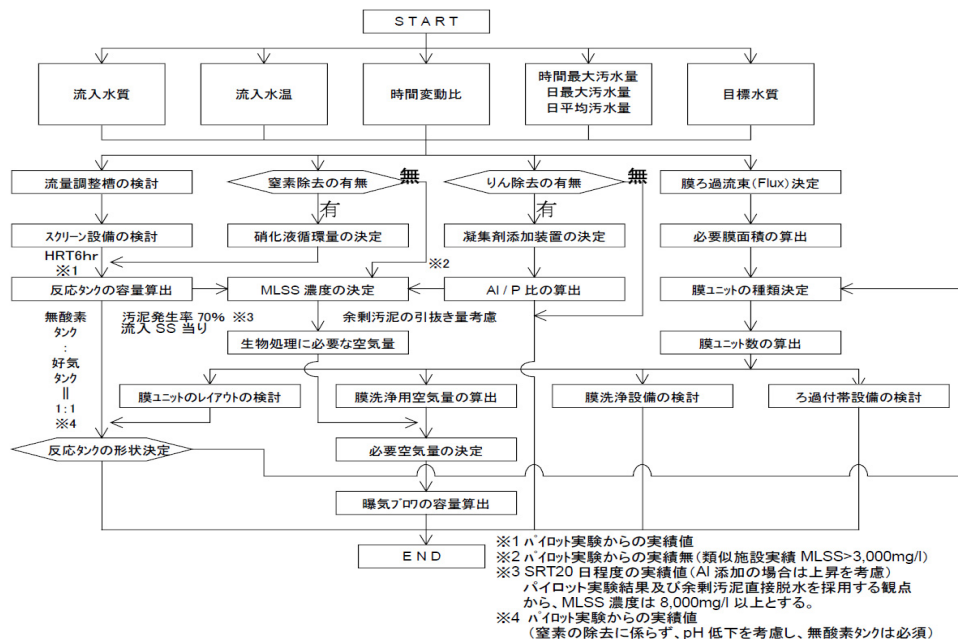 START
流入水質
流入水温
時間変動比
時間最大汚水量
日最大汚水量
日平均汚水量
目標水質
流量調整槽の検討
窒素除去の有無
無
りん除去の有無
無
膜ろ過流束(Flux)決定
有
有
スクリーン設備の検討
硝化液循環量の決定
凝集剤添加装置の決定
必要膜面積の算出
HRT6hr
※1
※2
反応タンクの容量算出
MLSS 濃度の決定
Al / P 比の算出
膜ユニットの種類決定
無酸素
タンク
:
好気
タンク
||
1:1
※4
汚泥発生率 70% ※3
流入 SS 当り
余剰汚泥の引抜き量考慮
生物処理に必要な空気量
膜ユニット数の算出
膜ユニットのレイアウトの検討
膜洗浄用空気量の算出
膜洗浄設備の検討
ろ過付帯設備の検討
反応タンクの形状決定
必要空気量の決定
曝気ブロワの容量算出
END
※1 パイロット実験からの実績値
※2 パイロット実験からの実績無(類似施設実績 MLSS>3,000mg/l)
※3 SRT20 日程度の実績値(Al 添加の場合は上昇を考慮)
パイロット実験結果及び余剰汚泥直接脱水を採用する観点
から、MLSS 濃度は 8,000mg/l 以上とする。
※4 パイロット実験からの実績値
(窒素の除去に係らず、pH 低下を考慮し、無酸素タンクは必須)